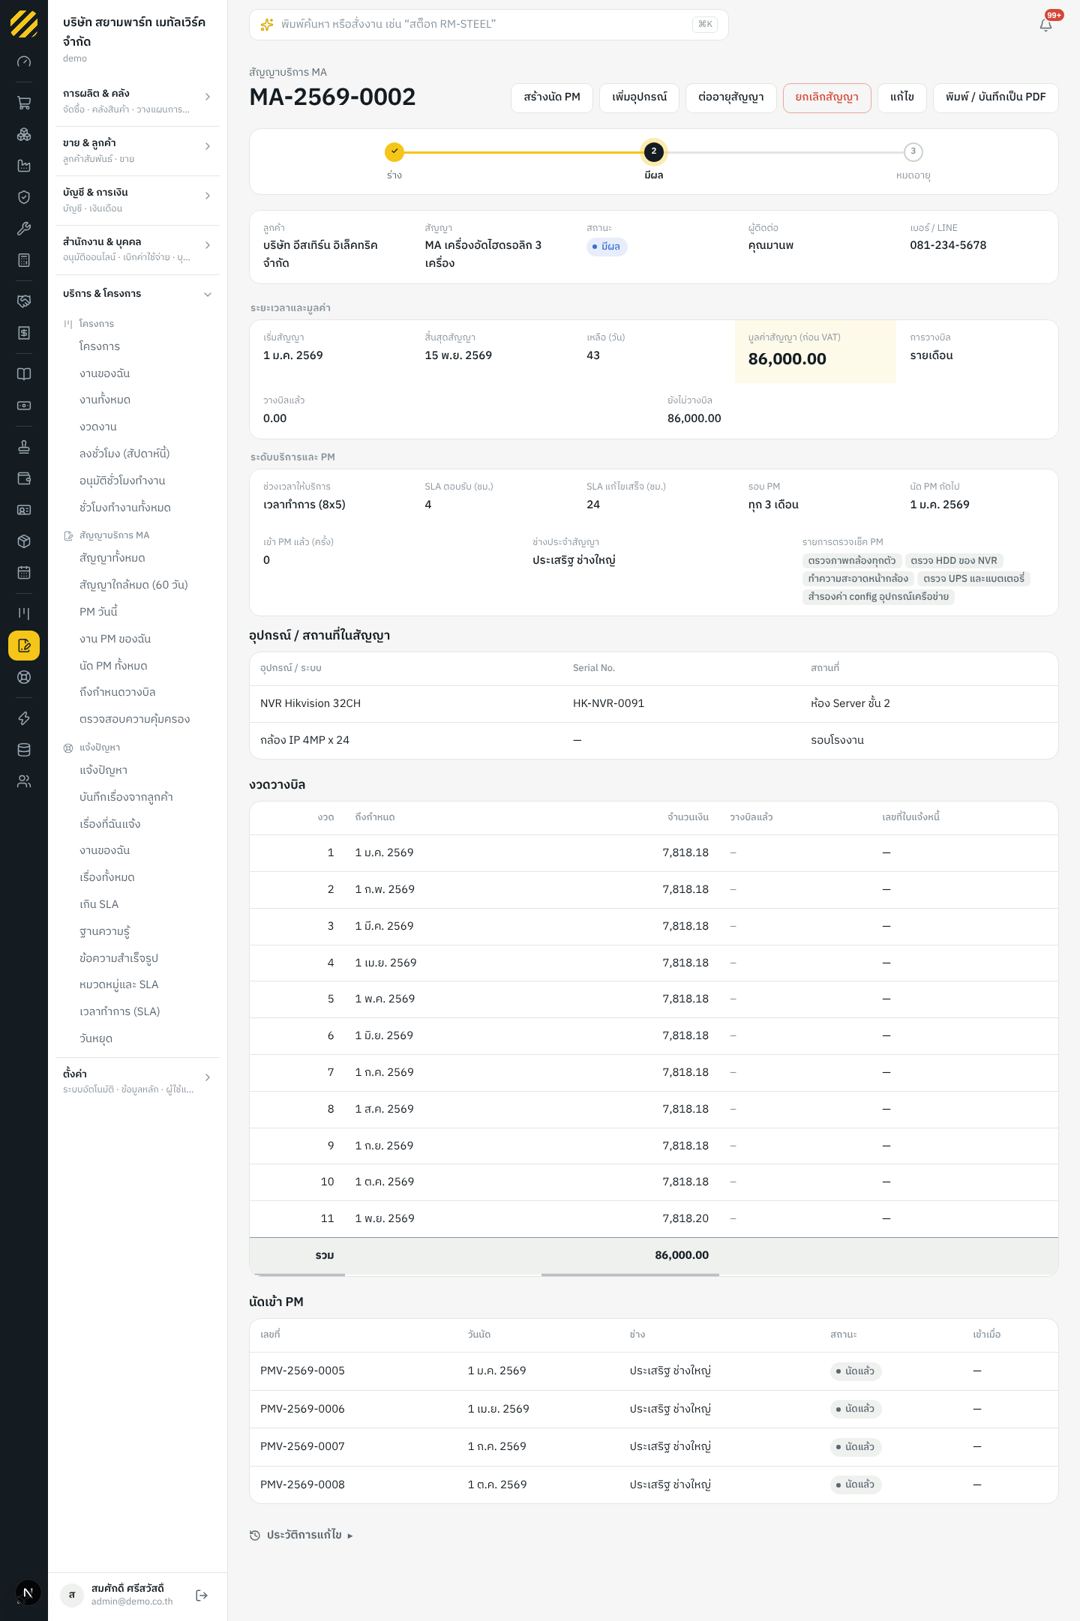 บริษัท สยามพาร์ท เมทัลเวิร์ค
จำกัด
demo
การผลิต & คลัง
จัดซื้อ · คลังสินค้า · วางแผนการ...
ขาย & ลูกค้า
ลูกค้าสัมพันธ์ · ขาย
บัญชี & การเงิน
บัญชี · เงินเดือน
สำนักงาน & บุคคล
อนุมัติออนไลน์ · เบิกค่าใช้จ่าย · บุ...
บริการ & โครงการ
โครงการ
โครงการ
งานของฉัน
งานทั้งหมด
งวดงาน
ลงชั่วโมง (สัปดาห์นี้)
อนุมัติชั่วโมงทำงาน
ชั่วโมงทำงานทั้งหมด
สัญญาบริการ MA
สัญญาทั้งหมด
สัญญาใกล้หมด (60 วัน)
PM วันนี้
งาน PM ของฉัน
นัด PM ทั้งหมด
ถึงกำหนดวางบิล
ตรวจสอบความคุ้มครอง
แจ้งปัญหา
แจ้งปัญหา
บันทึกเรื่องจากลูกค้า
เรื่องที่ฉันแจ้ง
งานของฉัน
เรื่องทั้งหมด
เกิน SLA
ฐานความรู้
ข้อความสำเร็จรูป
หมวดหมู่และ SLA
เวลาทำการ (SLA)
วันหยุด
ตั้งค่า
ระบบอัตโนมัติ · ข้อมูลหลัก · ผู้ใช้แ...
N
ส
สมศักดิ์ ศรีสวัสดิ์
admin@demo.co.th
พิมพ์ค้นหา หรือสั่งงาน เช่น “สต็อก RM-STEEL”
⌘K
99+
สัญญาบริการ MA
MA-2569-0002
สร้างนัด PM
เพิ่มอุปกรณ์
ต่ออายุสัญญา
ยกเลิกสัญญา
แก้ไข
พิมพ์ / บันทึกเป็น PDF
2
3
ร่าง
มีผล
หมดอายุ
ลูกค้า
บริษัท อีสเทิร์น อิเล็คทริค
จำกัด
สัญญา
MA เครื่องอัดไฮดรอลิก 3
เครื่อง
สถานะ
มีผล
ผู้ติดต่อ
คุณมานพ
เบอร์ / LINE
081-234-5678
ระยะเวลาและมูลค่า
เริ่มสัญญา
1 ม.ค. 2569
สิ้นสุดสัญญา
15 พ.ย. 2569
เหลือ (วัน)
43
มูลค่าสัญญา (ก่อน VAT)
86,000.00
การวางบิล
รายเดือน
วางบิลแล้ว
0.00
ยังไม่วางบิล
86,000.00
ระดับบริการและ PM
ช่วงเวลาให้บริการ
เวลาทำการ (8x5)
SLA ตอบรับ (ชม.)
4
SLA แก้ไขเสร็จ (ชม.)
24
รอบ PM
ทุก 3 เดือน
นัด PM ถัดไป
1 ม.ค. 2569
เข้า PM แล้ว (ครั้ง)
0
ช่างประจำสัญญา
ประเสริฐ ช่างใหญ่
รายการตรวจเช็ค PM
ตรวจภาพกล้องทุกตัว ตรวจ HDD ของ NVR
ทำความสะอาดหน้ากล้อง ตรวจ UPS และแบตเตอรี่
สำรองค่า config อุปกรณ์เครือข่าย
อุปกรณ์ / สถานที่ในสัญญา
อุปกรณ์ / ระบบ Serial No. สถานที่
NVR Hikvision 32CH HK-NVR-0091 ห้อง Server ชั้น 2
กล้อง IP 4MP x 24 — รอบโรงงาน
งวดวางบิล
งวด ถึงกำหนด จำนวนเงิน วางบิลแล้ว เลขที่ใบแจ้งหนี้
1 1 ม.ค. 2569 7,818.18 – —
2 1 ก.พ. 2569 7,818.18 – —
3 1 มี.ค. 2569 7,818.18 – —
4 1 เม.ย. 2569 7,818.18 – —
5 1 พ.ค. 2569 7,818.18 – —
6 1 มิ.ย. 2569 7,818.18 – —
7 1 ก.ค. 2569 7,818.18 – —
8 1 ส.ค. 2569 7,818.18 – —
9 1 ก.ย. 2569 7,818.18 – —
10 1 ต.ค. 2569 7,818.18 – —
11 1 พ.ย. 2569 7,818.20 – —
รวม 86,000.00
นัดเข้า PM
เลขที่ วันนัด ช่าง สถานะ เข้าเมื่อ
PMV-2569-0005 1 ม.ค. 2569 ประเสริฐ ช่างใหญ่ นัดแล้ว —
PMV-2569-0006 1 เม.ย. 2569 ประเสริฐ ช่างใหญ่ นัดแล้ว —
PMV-2569-0007 1 ก.ค. 2569 ประเสริฐ ช่างใหญ่ นัดแล้ว —
PMV-2569-0008 1 ต.ค. 2569 ประเสริฐ ช่างใหญ่ นัดแล้ว —
ประวัติการแก้ไข ▸